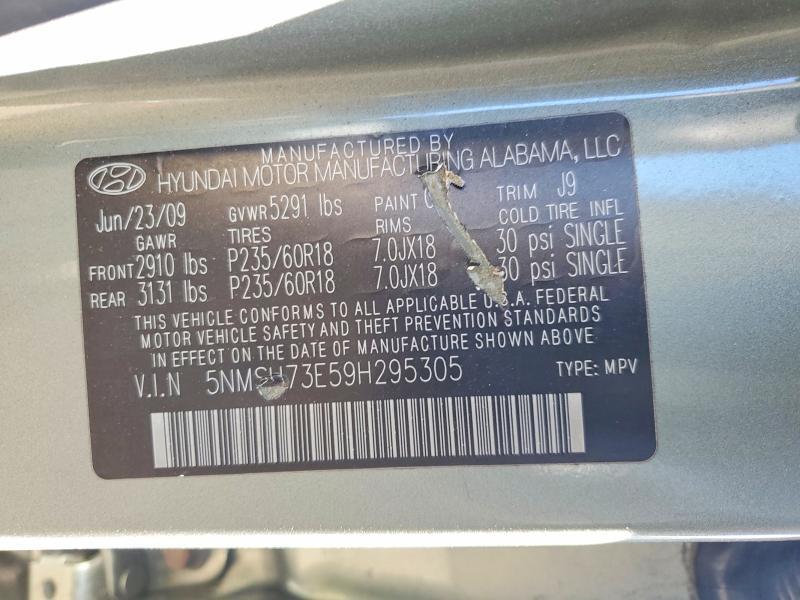 MANUFACTURED BY
HYUNDAI MOTOR MANUFACTURING ALABAMA, LLC
Jun/23/09 GVWR 5291 lbs PAINT TRIM J9
GAWR TIRES RIMS COLD TIRE INFL
FRONT 2910 lbs P235/60R18 7.0JX18 30 psi SINGLE
REAR 3131 lbs P235/60R18 7.0JX18 30 psi SINGLE
THIS VEHICLE CONFORMS TO ALL APPLICABLE U.S.A. FEDERAL
MOTOR VEHICLE SAFETY AND THEFT PREVENTION STANDARDS
IN EFFECT ON THE DATE OF MANUFACTURE SHOWN ABOVE
V.I.N 5NMSH73E59H295305 TYPE: MPV